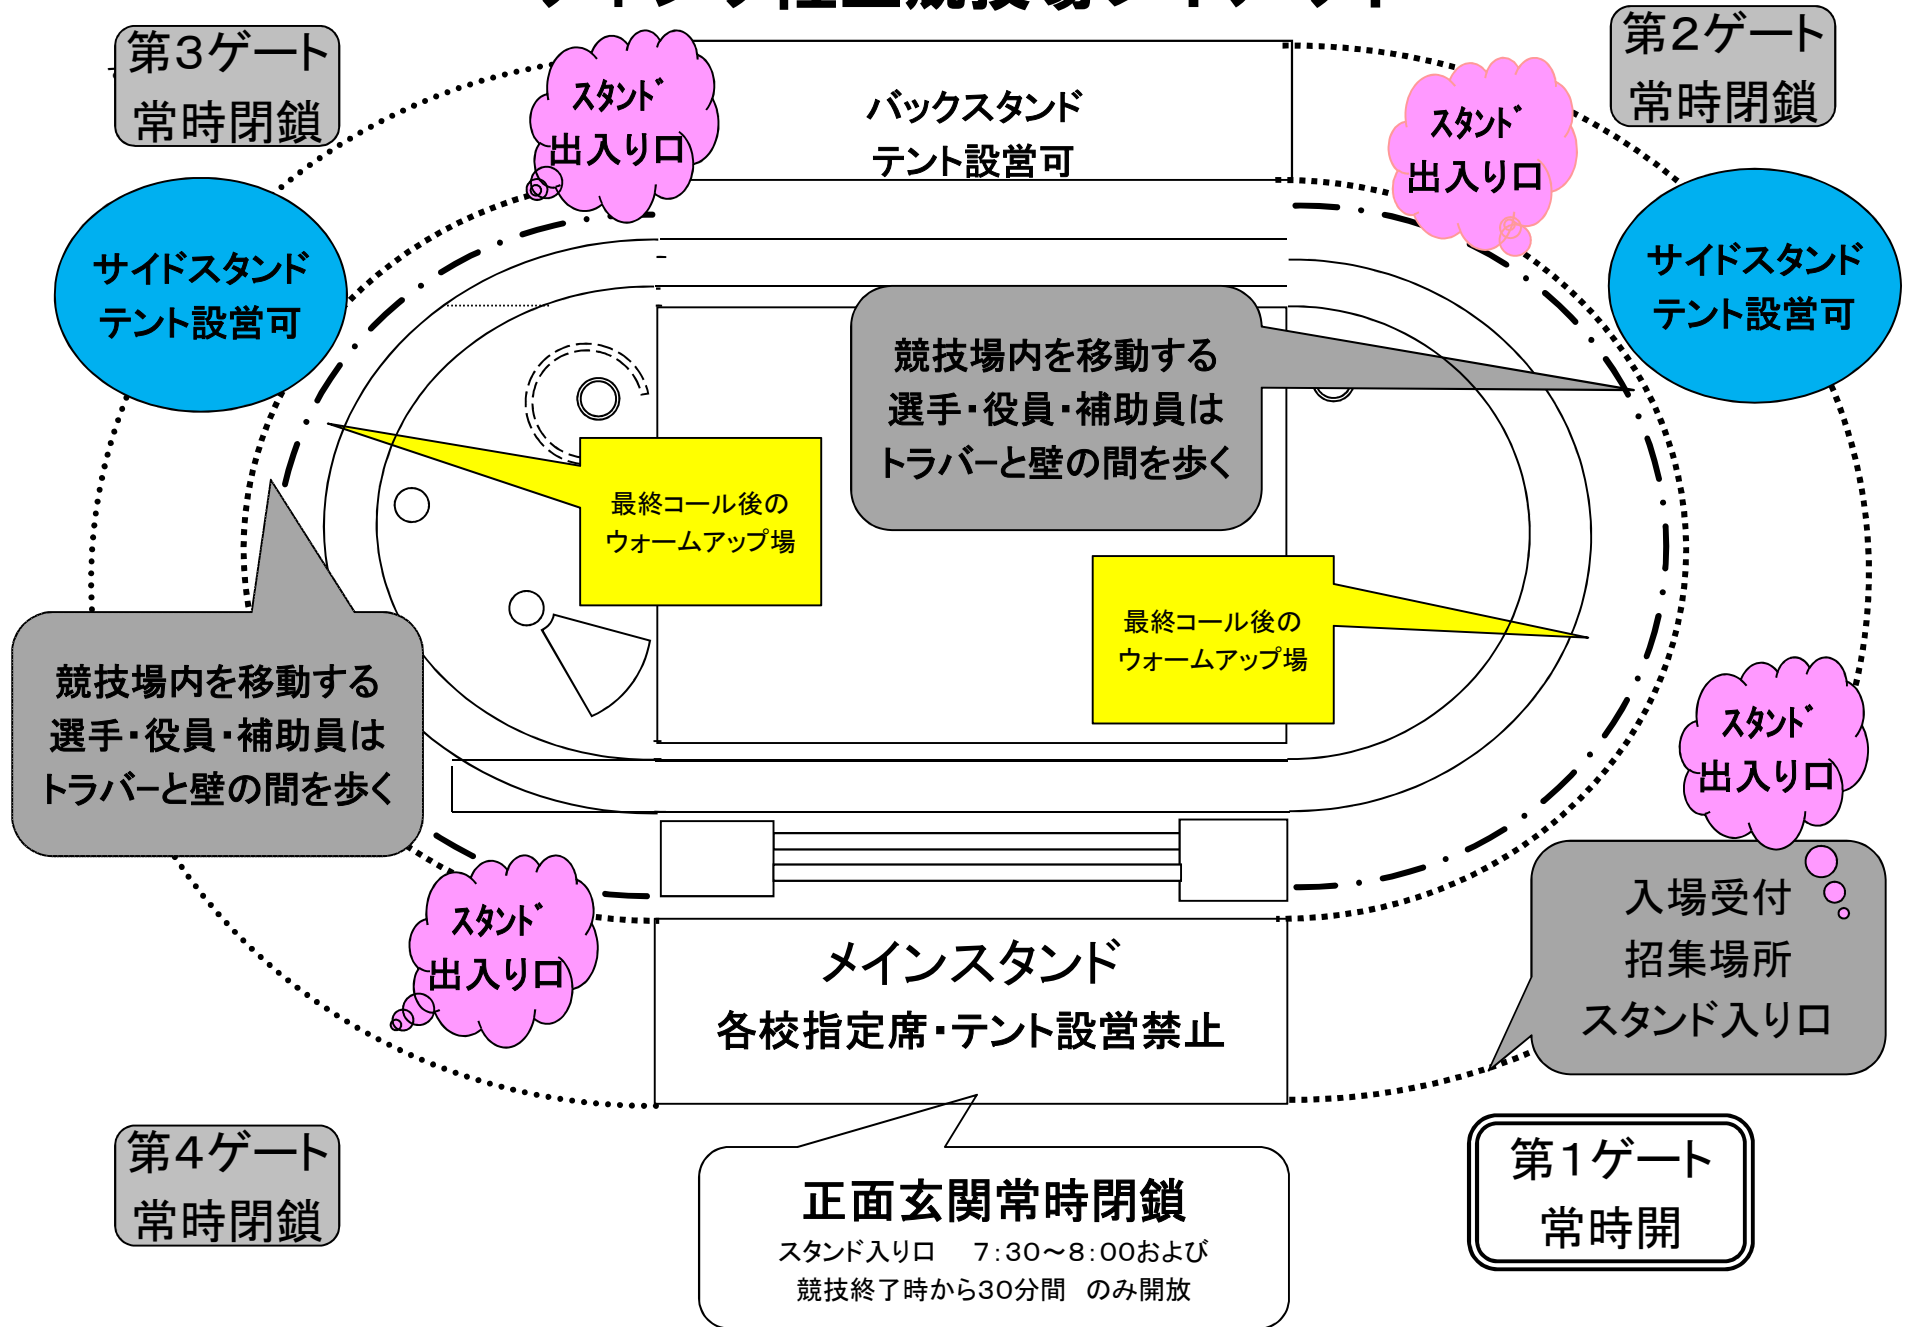 第3ゲート
常時閉鎖
スタンド
出入り口
バックスタンド
テント設営可
スタンド
出入り口
第2ゲート
常時閉鎖
サイドスタンド
テント設営可
サイドスタンド
テント設営可
競技場内を移動する
選手・役員・補助員は
トラバーと壁の間を歩く
最終コール後の
ウォームアップ場
最終コール後の
ウォームアップ場
競技場内を移動する
選手・役員・補助員は
トラバーと壁の間を歩く
スタンド
出入り口
スタンド
出入り口
入場受付
招集場所
スタンド入り口
メインスタンド
各校指定席・テント設営禁止
第4ゲート
常時閉鎖
正面玄関常時閉鎖
スタンド入り口 7:30～8:00および
競技終了時から30分間 のみ開放
第1ゲート
常時開